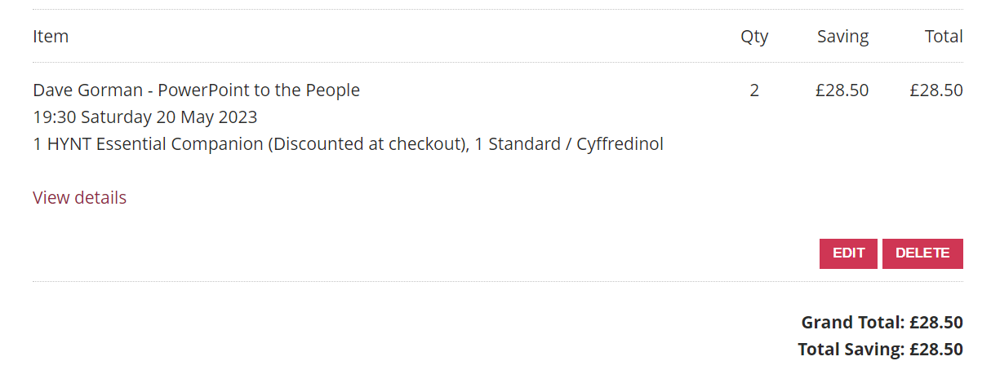 Item Qty Saving Total
Dave Gorman - PowerPoint to the People 2 £28.50 £28.50
19:30 Saturday 20 May 2023
1 HYNT Essential Companion (Discounted at checkout), 1 Standard / Cyffredinol
View details
EDIT DELETE
Grand Total: £28.50
Total Saving: £28.50